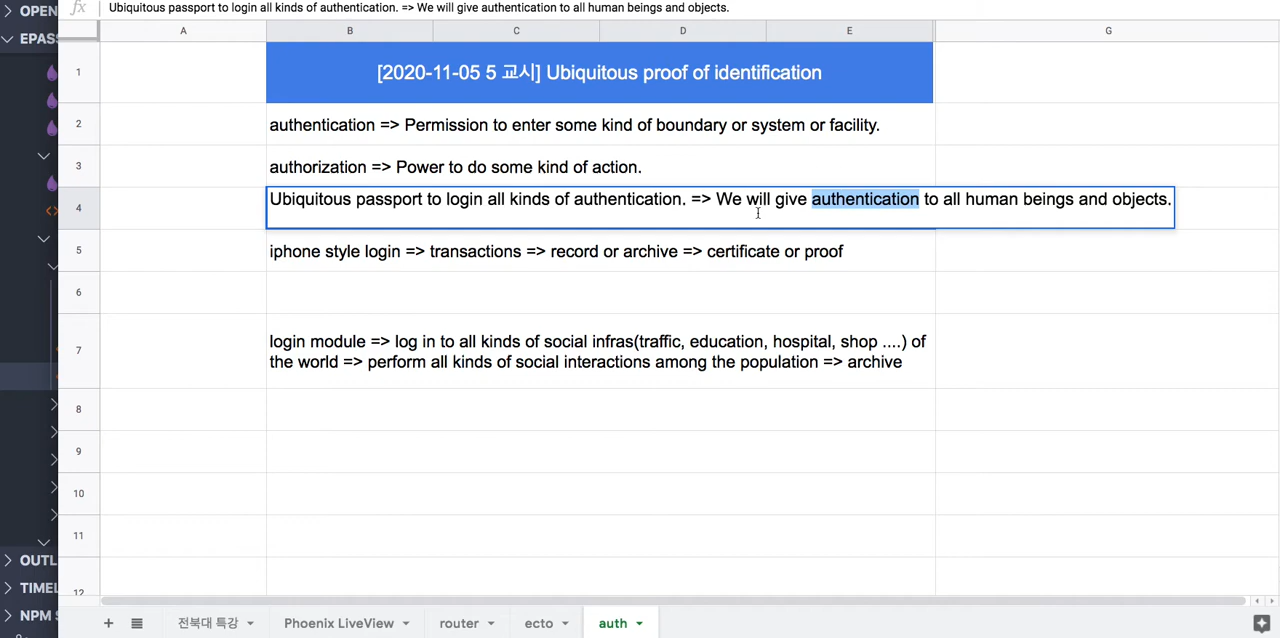 OPEN
fx Ubiquitous passport to login all kinds of authentication. => We will give authentication to all human beings and objects.
EPAS
A B C D E G
1 [2020-11-05 5 교시] Ubiquitous proof of identification
2 authentication => Permission to enter some kind of boundary or system or facility.
3 authorization => Power to do some kind of action.
4 Ubiquitous passport to login all kinds of authentication. => We will give authentication to all human beings and objects.
5 iphone style login => transactions => record or archive => certificate or proof
6
7 login module => log in to all kinds of social infras(traffic, education, hospital, shop ....) of
the world => perform all kinds of social interactions among the population => archive
8
9
10
11
OUTL
12
TIMEL
NPM S
전북대 특강 Phoenix LiveView router ecto auth